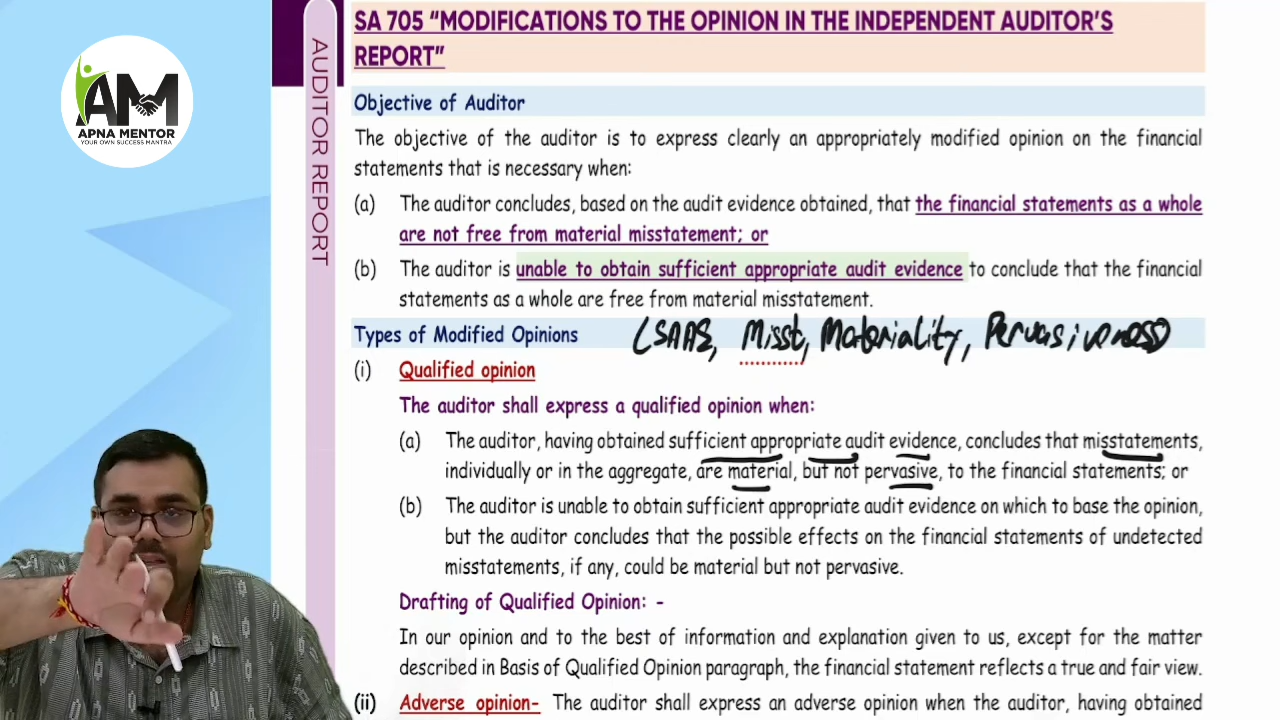 SA 705 “MODIFICATIONS TO THE OPINION IN THE INDEPENDENT AUDITOR’S
REPORT”
AUDITOR REPORT
AM
APNA MENTOR
YOUR OWN SUCCESS MANTRA
Objective of Auditor
The objective of the auditor is to express clearly an appropriately modified opinion on the financial
statements that is necessary when:
(a) The auditor concludes, based on the audit evidence obtained, that the financial statements as a whole
are not free from material misstatement; or
(b) The auditor is unable to obtain sufficient appropriate audit evidence to conclude that the financial
statements as a whole are free from material misstatement.
Types of Modified Opinions (SAAE, Misst, Materiality, Pervasiveness)
(i) Qualified opinion
The auditor shall express a qualified opinion when:
(a) The auditor, having obtained sufficient appropriate audit evidence, concludes that misstatements,
individually or in the aggregate, are material, but not pervasive, to the financial statements; or
(b) The auditor is unable to obtain sufficient appropriate audit evidence on which to base the opinion,
but the auditor concludes that the possible effects on the financial statements of undetected
misstatements, if any, could be material but not pervasive.
Drafting of Qualified Opinion: -
In our opinion and to the best of information and explanation given to us, except for the matter
described in Basis of Qualified Opinion paragraph, the financial statement reflects a true and fair view.
(ii) Adverse opinion- The auditor shall express an adverse opinion when the auditor, having obtained